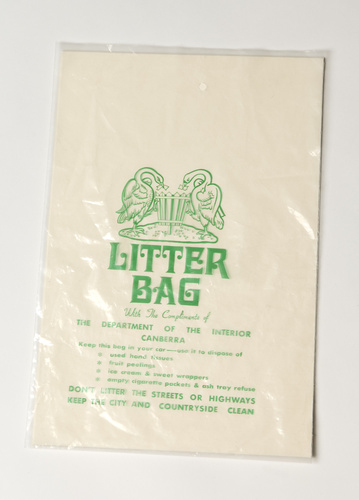 LITTER
BAG
With The Compliments of
THE DEPARTMENT OF THE INTERIOR
CANBERRA
Keep this bag in your car—use it to dispose of
used hand tissues
fruit peelings
ice cream & sweet wrappers
empty cigarette packets & ash tray refuse
DON'T LITTER THE STREETS OR HIGHWAYS
KEEP THE CITY AND COUNTRYSIDE CLEAN